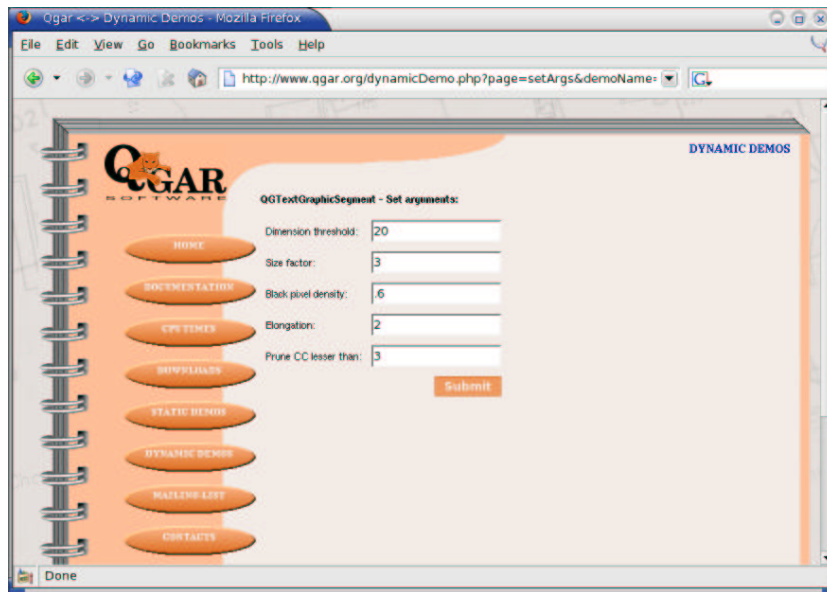 Qgar <-> Dynamic Demos - Mozilla Firefox
File Edit View Go Bookmarks Tools Help
http://www.qgar.org/dynamicDemo.php?page=setArgs&demoName=
G
DYNAMIC DEMOS
QGAR
SOFTWARE
QGTextGraphicSegment - Set arguments:
Dimension threshold: 20
Size factor: 3
Black pixel density: .6
Elongation: 2
Prune CC lesser than: 3
Submit
HOME
DOCUMENTATION
CPU TIMES
DOWNLOADS
STATIC DEMOS
DYNAMIC DEMOS
MAILING-LIST
CONTACTS
Done